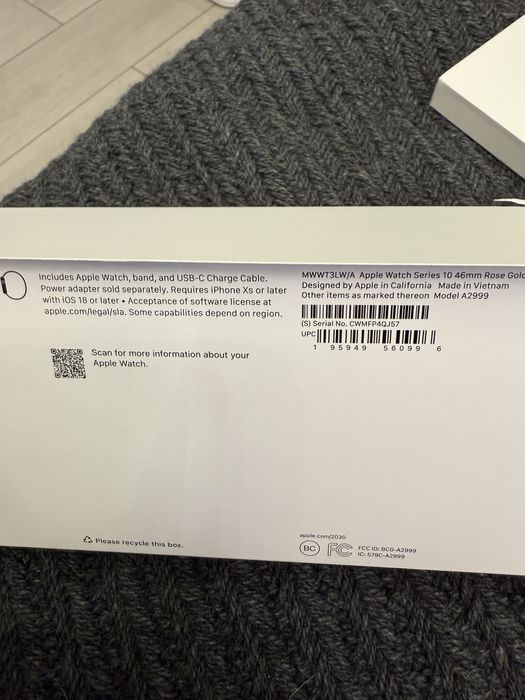 Includes Apple Watch, band, and USB-C Charge Cable.
Power adapter sold separately. Requires iPhone Xs or later
with iOS 18 or later • Acceptance of software license at
apple.com/legal/sla. Some capabilities depend on region.
Scan for more information about your
Apple Watch.
MWWT3LW/A Apple Watch Series 10 46mm Rose Gold
Designed by Apple in California Made in Vietnam
Other items as marked thereon Model A2999
(S) Serial No. CWMFP4QJ57
UPC
1 95949 56099 6
Please recycle this box.
apple.com/2030
BC FC FCC ID: BCG-A2999
IC: 579C-A2999